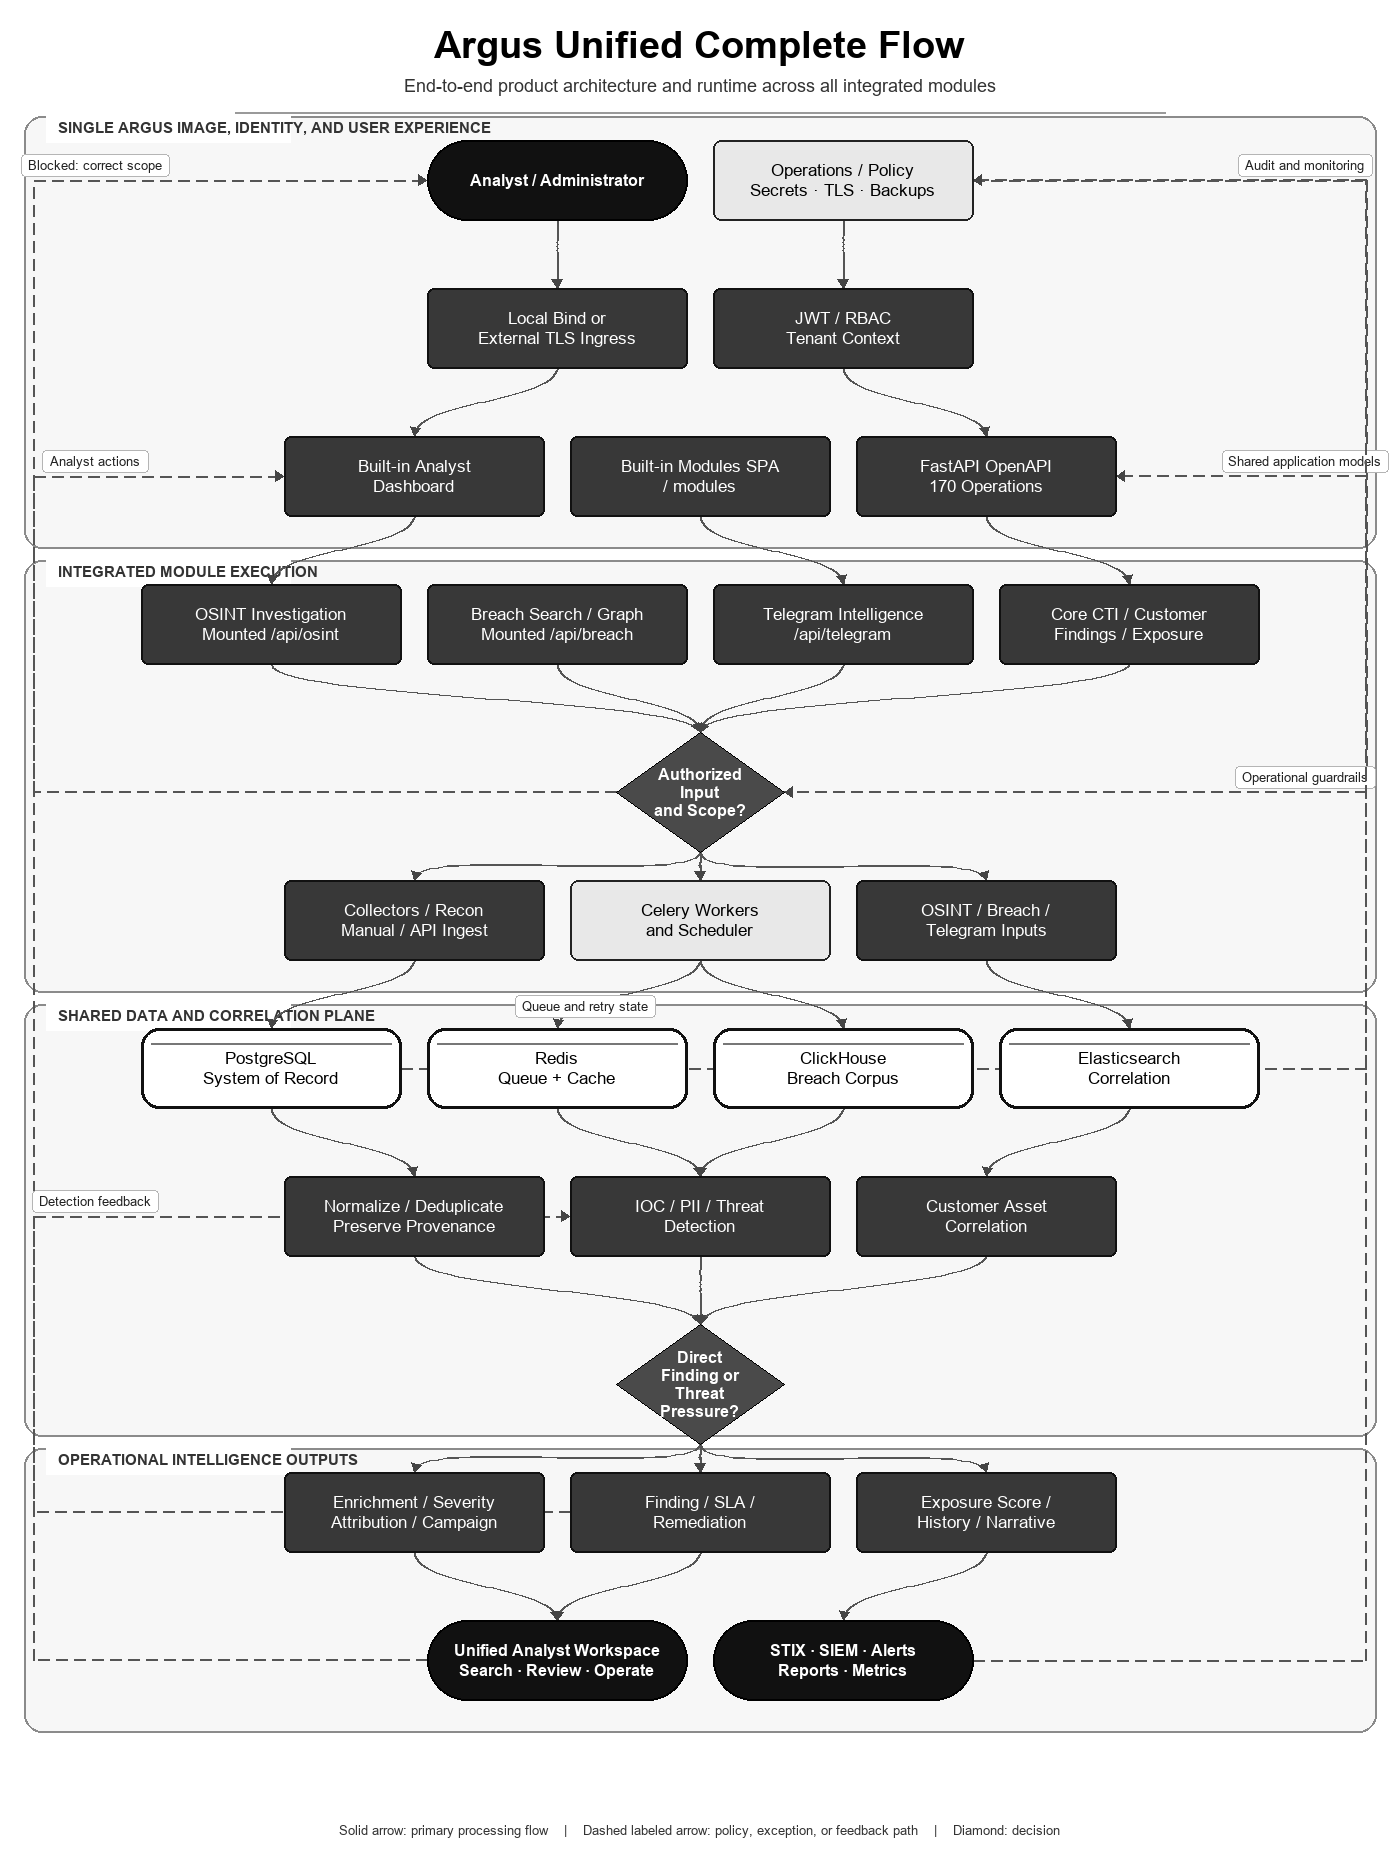 Argus Unified Complete Flow
End-to-end product architecture and runtime across all integrated modules
SINGLE ARGUS IMAGE, IDENTITY, AND USER EXPERIENCE
Blocked: correct scope
Analyst / Administrator
Operations / Policy
Secrets · TLS · Backups
Audit and monitoring
Local Bind or
External TLS Ingress
JWT / RBAC
Tenant Context
Analyst actions
Built-in Analyst
Dashboard
Built-in Modules SPA
/ modules
FastAPI OpenAPI
170 Operations
Shared application models
INTEGRATED MODULE EXECUTION
OSINT Investigation
Mounted /api/osint
Breach Search / Graph
Mounted /api/breach
Telegram Intelligence
/api/telegram
Core CTI / Customer
Findings / Exposure
Authorized
Input
and Scope?
Operational guardrails
Collectors / Recon
Manual / API Ingest
Celery Workers
and Scheduler
OSINT / Breach /
Telegram Inputs
Queue and retry state
SHARED DATA AND CORRELATION PLANE
PostgreSQL
System of Record
Redis
Queue + Cache
ClickHouse
Breach Corpus
Elasticsearch
Correlation
Detection feedback
Normalize / Deduplicate
Preserve Provenance
IOC / PII / Threat
Detection
Customer Asset
Correlation
Direct
Finding or
Threat
Pressure?
OPERATIONAL INTELLIGENCE OUTPUTS
Enrichment / Severity
Attribution / Campaign
Finding / SLA /
Remediation
Exposure Score /
History / Narrative
Unified Analyst Workspace
Search · Review · Operate
STIX · SIEM · Alerts
Reports · Metrics
Solid arrow: primary processing flow | Dashed labeled arrow: policy, exception, or feedback path | Diamond: decision